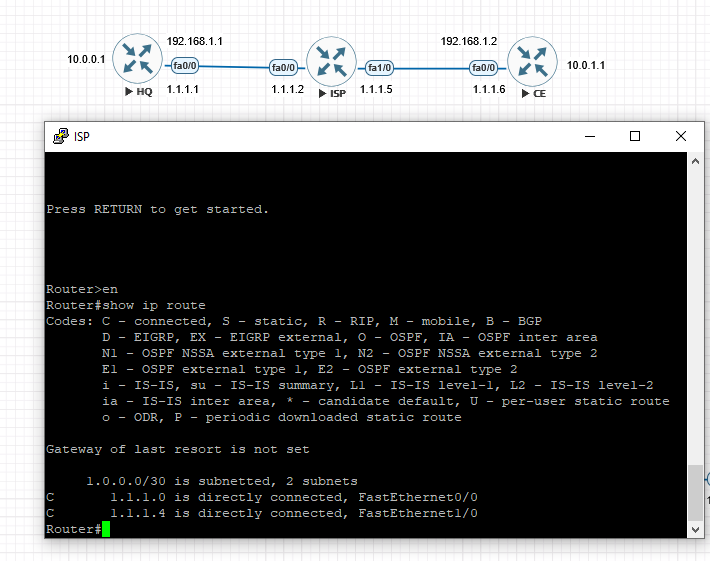 192.168.1.1
192.168.1.2
10.0.0.1
10.0.1.1
fa0/0
fa0/0
fa1/0
fa0/0
HQ
1.1.1.1
1.1.1.2
ISP
1.1.1.5
1.1.1.6
CE
ISP
Press RETURN to get started.
Router>en
Router#show ip route
Codes: C - connected, S - static, R - RIP, M - mobile, B - BGP
D - EIGRP, EX - EIGRP external, O - OSPF, IA - OSPF inter area
N1 - OSPF NSSA external type 1, N2 - OSPF NSSA external type 2
E1 - OSPF external type 1, E2 - OSPF external type 2
i - IS-IS, su - IS-IS summary, L1 - IS-IS level-1, L2 - IS-IS level-2
ia - IS-IS inter area, * - candidate default, U - per-user static route
o - ODR, P - periodic downloaded static route
Gateway of last resort is not set
1.0.0.0/30 is subnetted, 2 subnets
C 1.1.1.0 is directly connected, FastEthernet0/0
C 1.1.1.4 is directly connected, FastEthernet1/0
Router#